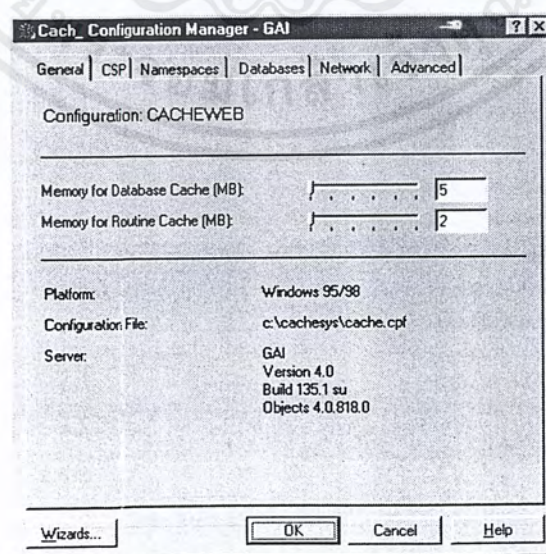 Cach_ Configuration Manager - GAI
General CSP Namespaces Databases Network Advanced
Configuration: CACHEWEB
Memory for Database Cache (MB): 5
Memory for Routine Cache (MB): 2
Platform: Windows 95/98
Configuration File: c:\cachesys\cache.cpf
Server: GAI
Version 4.0
Build 135.1 su
Objects 4.0.818.0
Wizards... OK Cancel Help